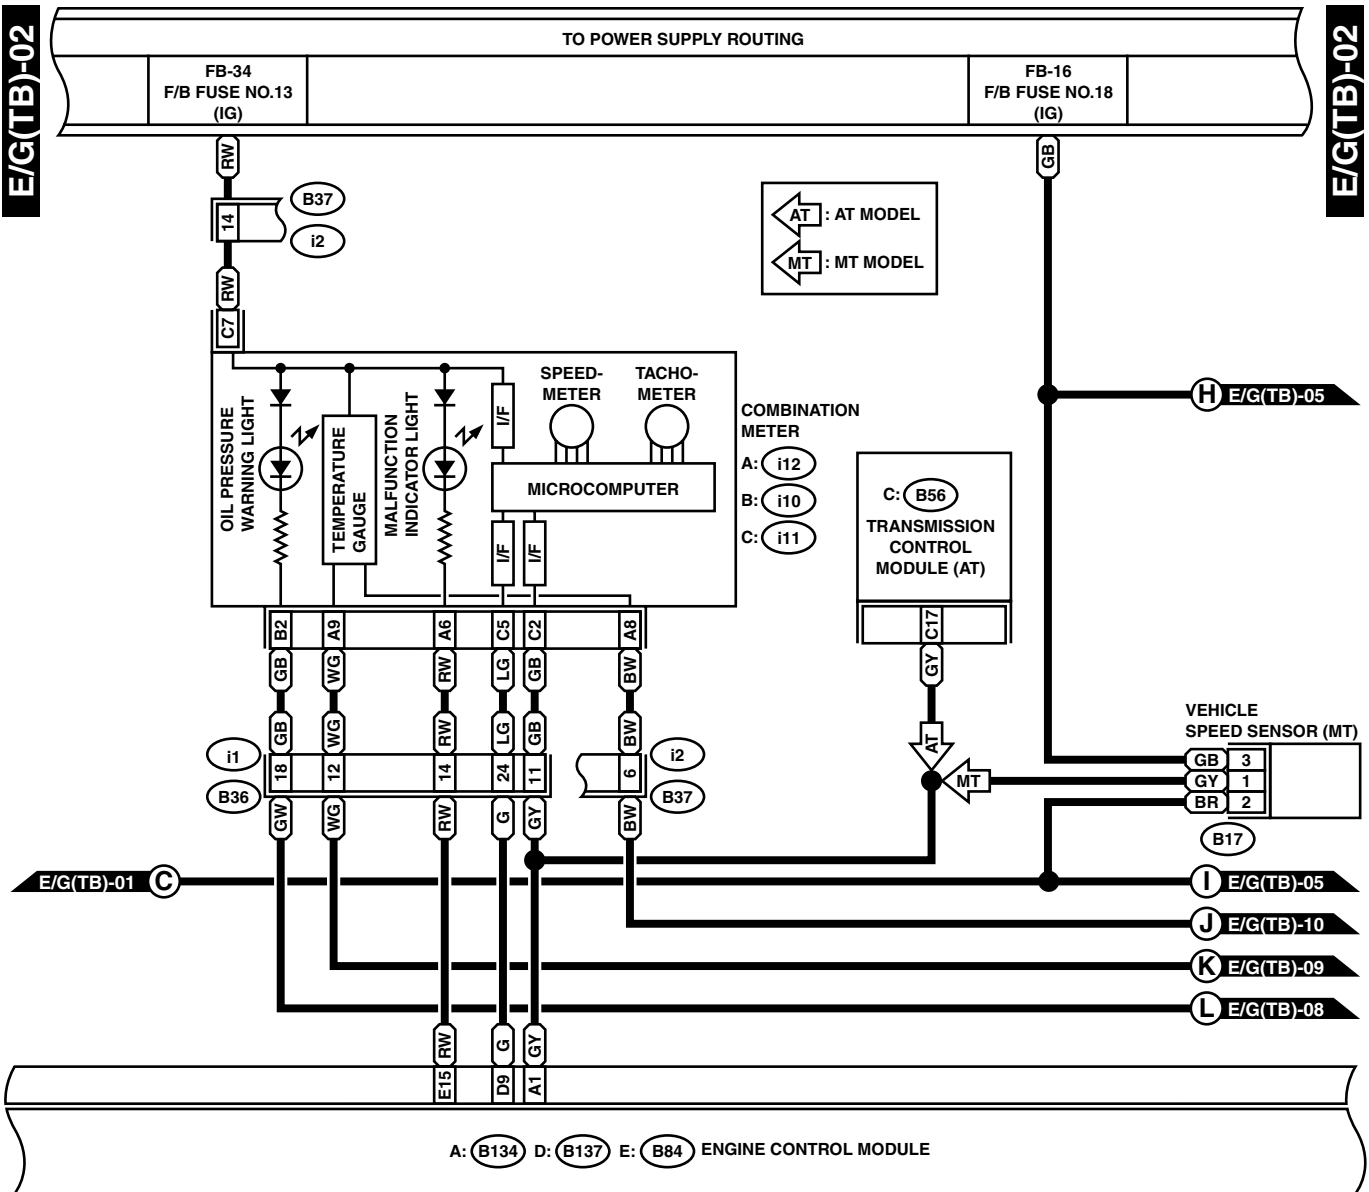 E/G(TB)-02
E/G(TB)-02
TO POWER SUPPLY ROUTING
FB-34
F/B FUSE NO.13
(IG)
FB-16
F/B FUSE NO.18
(IG)
RW
GB
14
B37
i2
RW
C7
AT : AT MODEL
MT : MT MODEL
OIL PRESSURE
WARNING LIGHT
TEMPERATURE
GAUGE
MALFUNCTION
INDICATOR LIGHT
I/F
SPEED-
METER
TACHO-
METER
MICROCOMPUTER
I/F
I/F
COMBINATION
METER
A: i12
B: i10
C: i11
H E/G(TB)-05
C: B56
TRANSMISSION
CONTROL
MODULE (AT)
C17
GY
AT
MT
B2
A9
A6
C5
C2
A8
GB
WG
RW
LG
GB
BW
GB
WG
RW
LG
GB
BW
i1
B36
18
12
14
24
11
6
i2
B37
GW
WG
RW
G
GY
BW
VEHICLE
SPEED SENSOR (MT)
GB 3
GY 1
BR 2
B17
E/G(TB)-01 C
I E/G(TB)-05
J E/G(TB)-10
K E/G(TB)-09
L E/G(TB)-08
RW
G
GY
E15
D9
A1
A: B134 D: B137 E: B84 ENGINE CONTROL MODULE